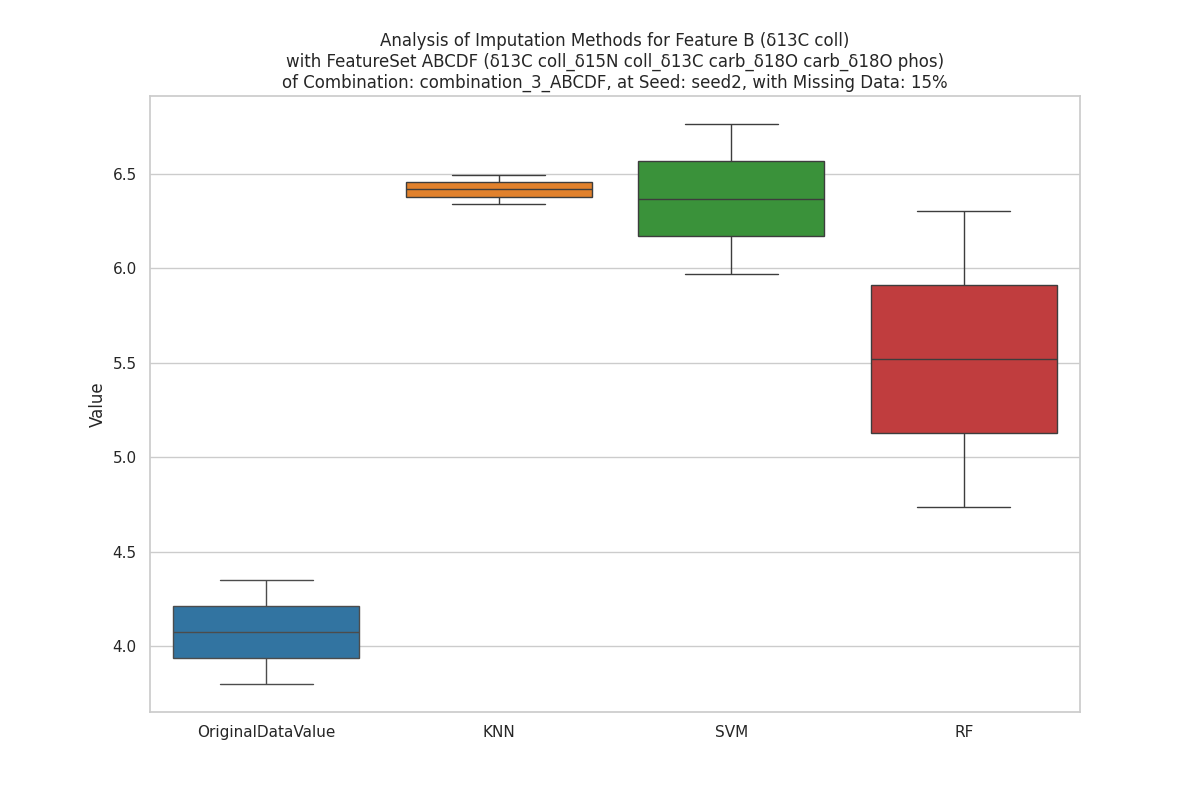 Analysis of Imputation Methods for Feature B (δ13C coll)
with FeatureSet ABCDF (δ13C coll_δ15N coll_δ13C carb_δ18O carb_δ18O phos)
of Combination: combination_3_ABCDF, at Seed: seed2, with Missing Data: 15%
Value
6.5
6.0
5.5
5.0
4.5
4.0
OriginalDataValue
KNN
SVM
RF